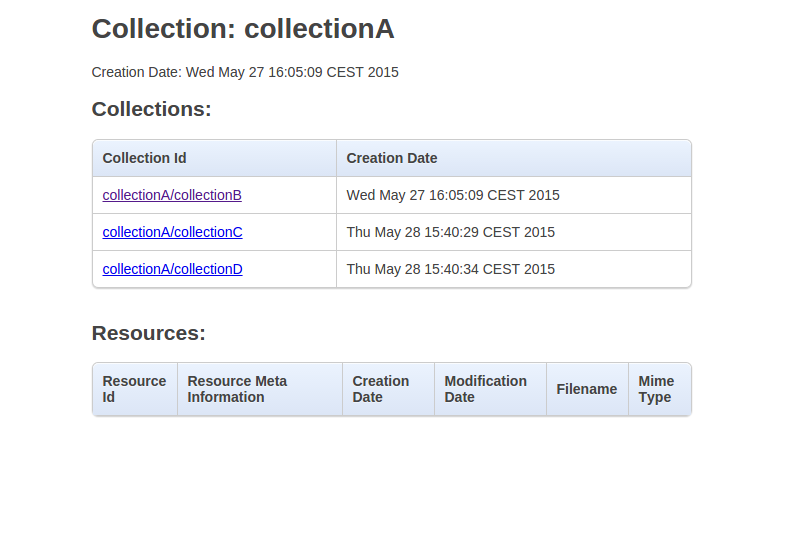 Collection: collectionA
Creation Date: Wed May 27 16:05:09 CEST 2015
Collections:
Collection Id Creation Date
collectionA/collectionB Wed May 27 16:05:09 CEST 2015
collectionA/collectionC Thu May 28 15:40:29 CEST 2015
collectionA/collectionD Thu May 28 15:40:34 CEST 2015
Resources:
Resource Id Resource Meta Information Creation Date Modification Date Filename Mime Type